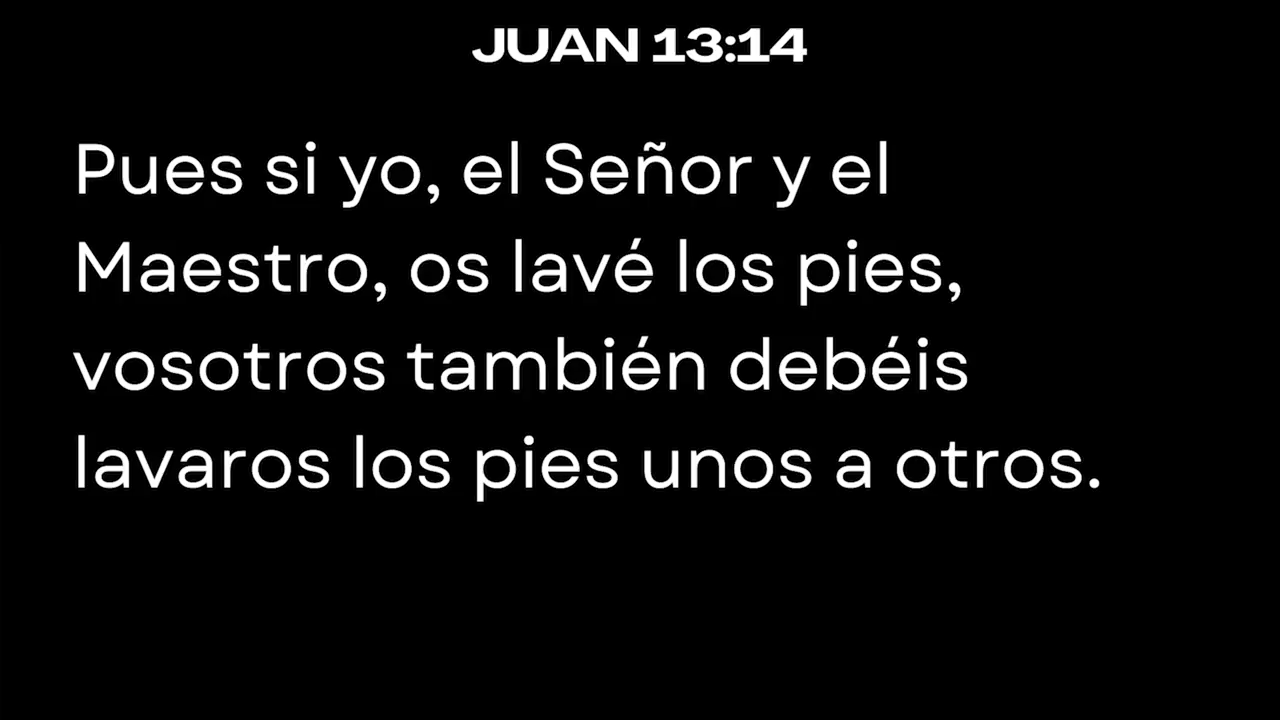 JUAN 13:14
Pues si yo, el Señor y el
Maestro, os lavé los pies,
vosotros también debéis
lavaros los pies unos a otros.